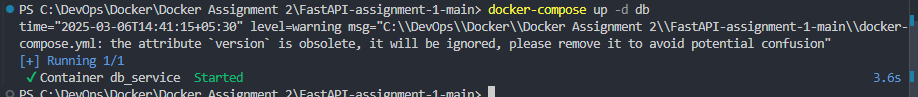 PS C:\DevOps\Docker\Docker Assignment 2\FastAPI-assignment-1-main> docker-compose up -d db
time="2025-03-06T14:41:15+05:30" level=warning msg="C:\\DevOps\\Docker\\Docker Assignment 2\\FastAPI-assignment-1-main\\docker-
compose.yml: the attribute `version` is obsolete, it will be ignored, please remove it to avoid potential confusion"
[+] Running 1/1
✔ Container db_service Started 3.6s
PS C:\DevOps\Docker\Docker Assignment 2\FastAPI-assignment-1-main>